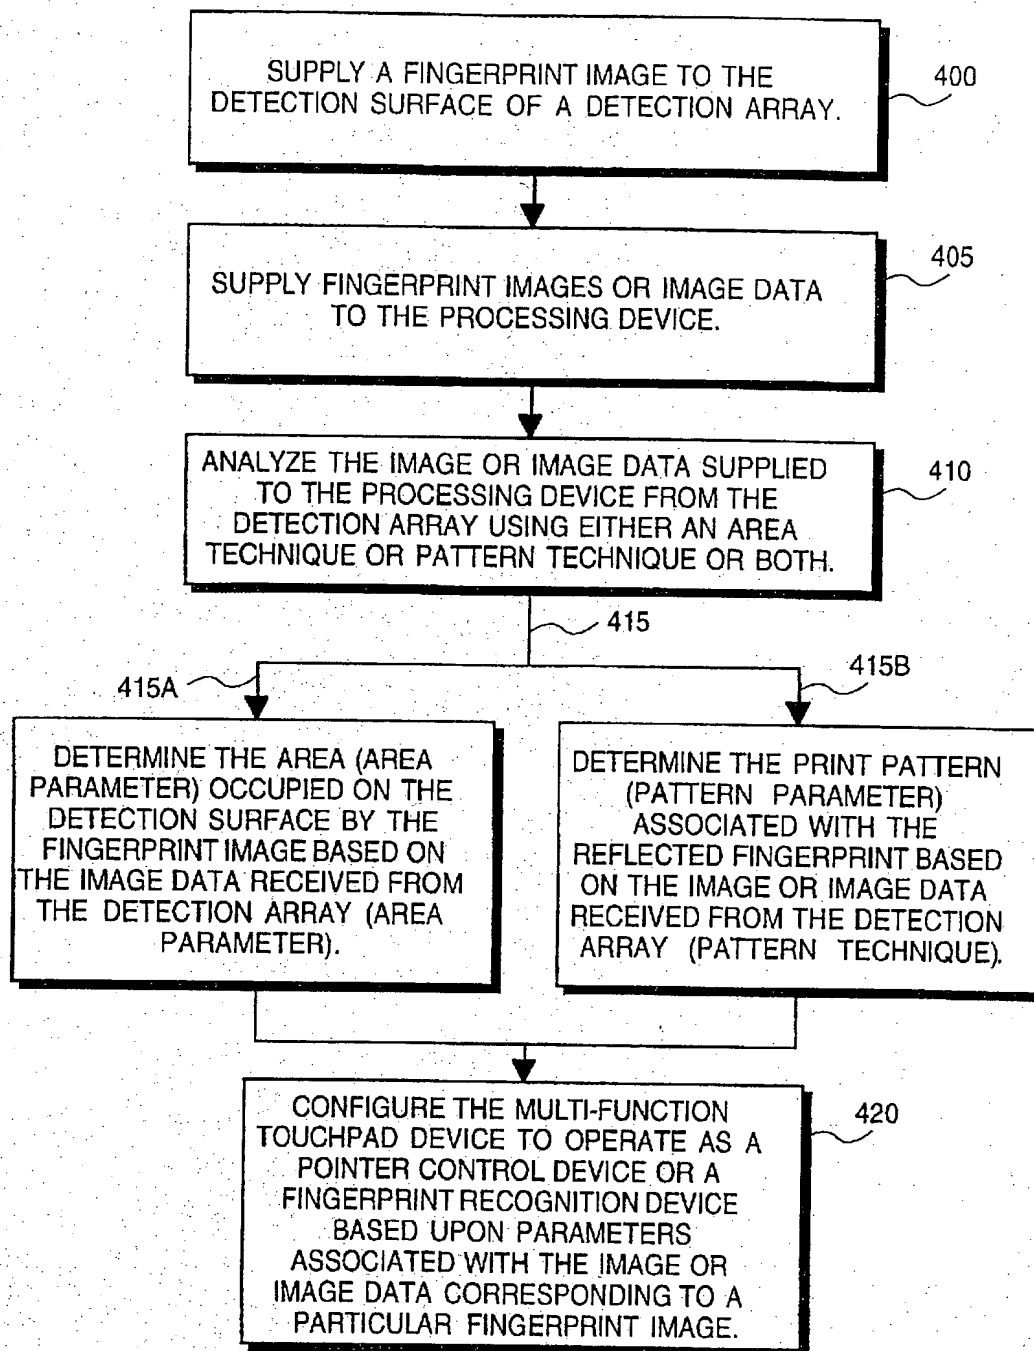 SUPPLY A FINGERPRINT IMAGE TO THE
DETECTION SURFACE OF A DETECTION ARRAY.
400
SUPPLY FINGERPRINT IMAGES OR IMAGE DATA
TO THE PROCESSING DEVICE.
405
ANALYZE THE IMAGE OR IMAGE DATA SUPPLIED
TO THE PROCESSING DEVICE FROM THE
DETECTION ARRAY USING EITHER AN AREA
TECHNIQUE OR PATTERN TECHNIQUE OR BOTH.
410
415
415A
415B
DETERMINE THE AREA (AREA
PARAMETER) OCCUPIED ON THE
DETECTION SURFACE BY THE
FINGERPRINT IMAGE BASED ON
THE IMAGE DATA RECEIVED FROM
THE DETECTION ARRAY (AREA
PARAMETER).
DETERMINE THE PRINT PATTERN
(PATTERN PARAMETER)
ASSOCIATED WITH THE
REFLECTED FINGERPRINT BASED
ON THE IMAGE OR IMAGE DATA
RECEIVED FROM THE DETECTION
ARRAY (PATTERN TECHNIQUE).
CONFIGURE THE MULTI-FUNCTION
TOUCHPAD DEVICE TO OPERATE AS A
POINTER CONTROL DEVICE OR A
FINGERPRINT RECOGNITION DEVICE
BASED UPON PARAMETERS
ASSOCIATED WITH THE IMAGE OR
IMAGE DATA CORRESPONDING TO A
PARTICULAR FINGERPRINT IMAGE.
420